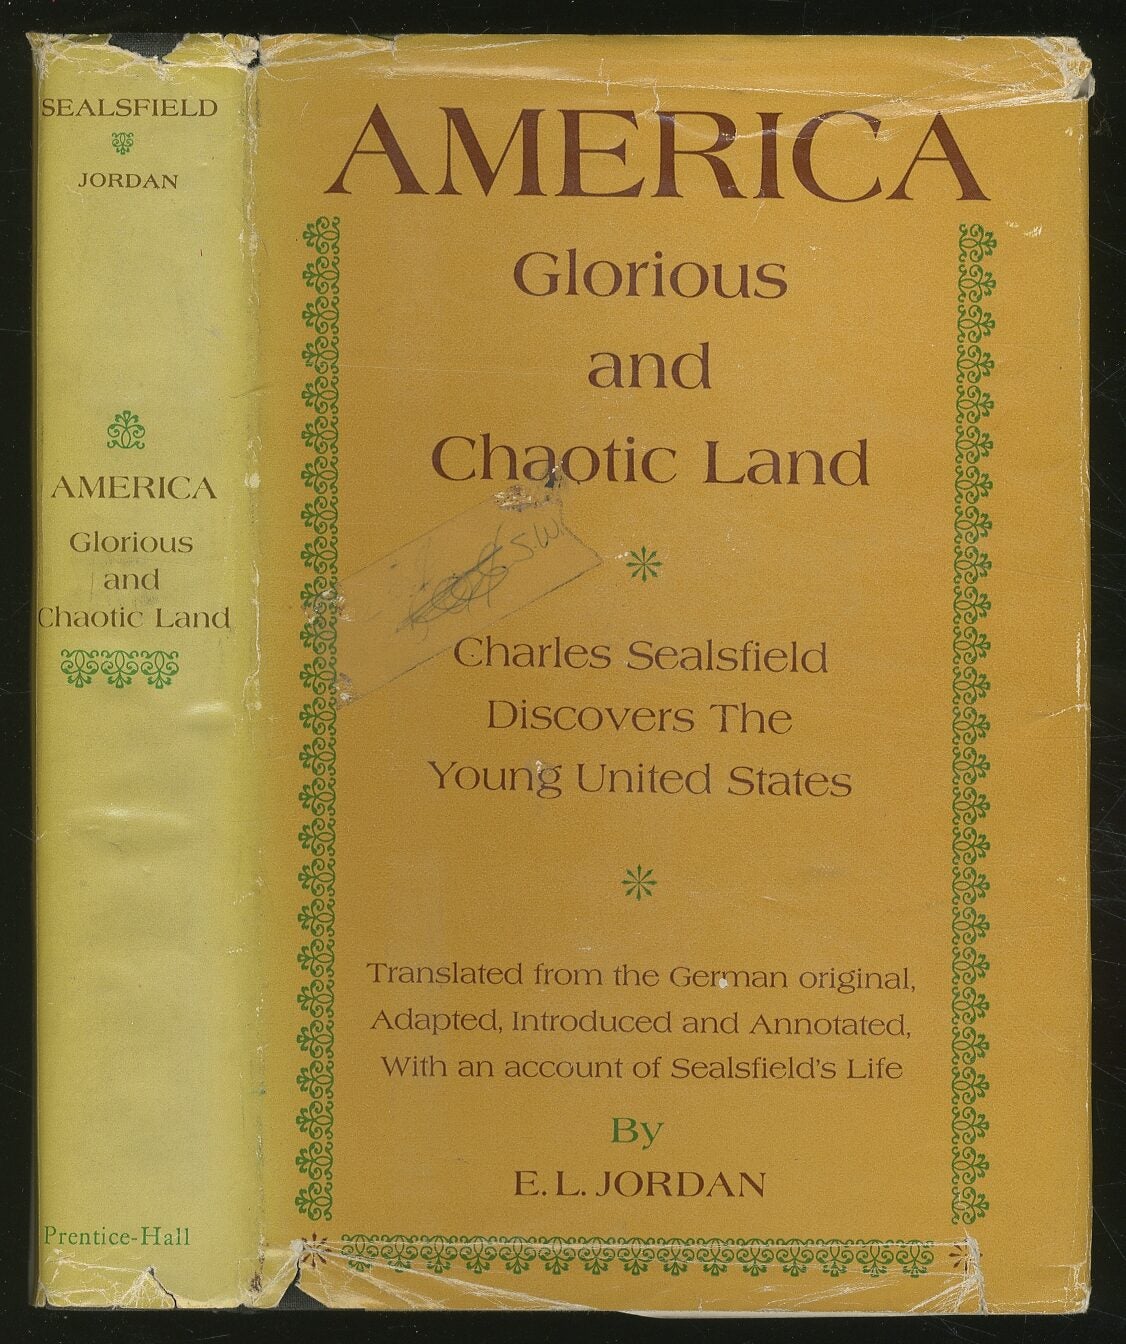 SEALSFIELD
JORDAN
AMERICA
Glorious
and
Chaotic Land
Prentice-Hall
AMERICA
Glorious
and
Chaotic Land
Charles Sealsfield
Discovers The
Young United States
Translated from the German original,
Adapted, Introduced and Annotated,
With an account of Sealsfield's Life
By
E. L. JORDAN